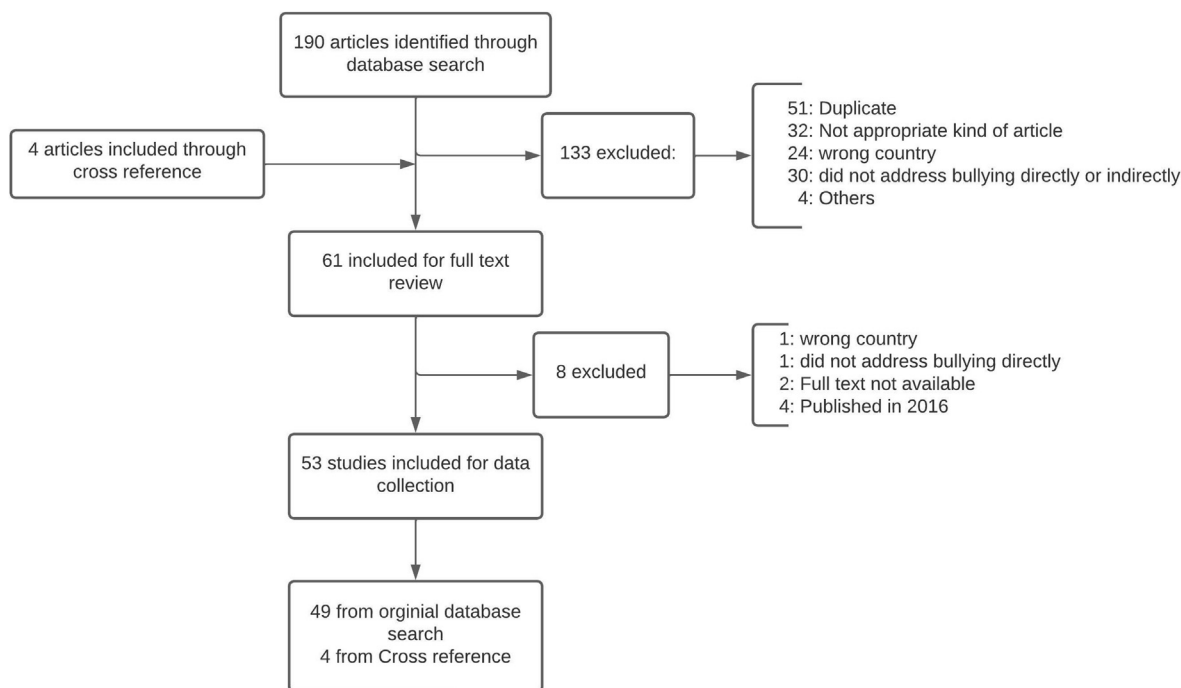 190 articles identified through
database search
4 articles included through
cross reference
133 excluded:
51: Duplicate
32: Not appropriate kind of article
24: wrong country
30: did not address bullying directly or indirectly
4: Others
61 included for full text
review
8 excluded
1: wrong country
1: did not address bullying directly
2: Full text not available
4: Published in 2016
53 studies included for data
collection
49 from orginial database
search
4 from Cross reference